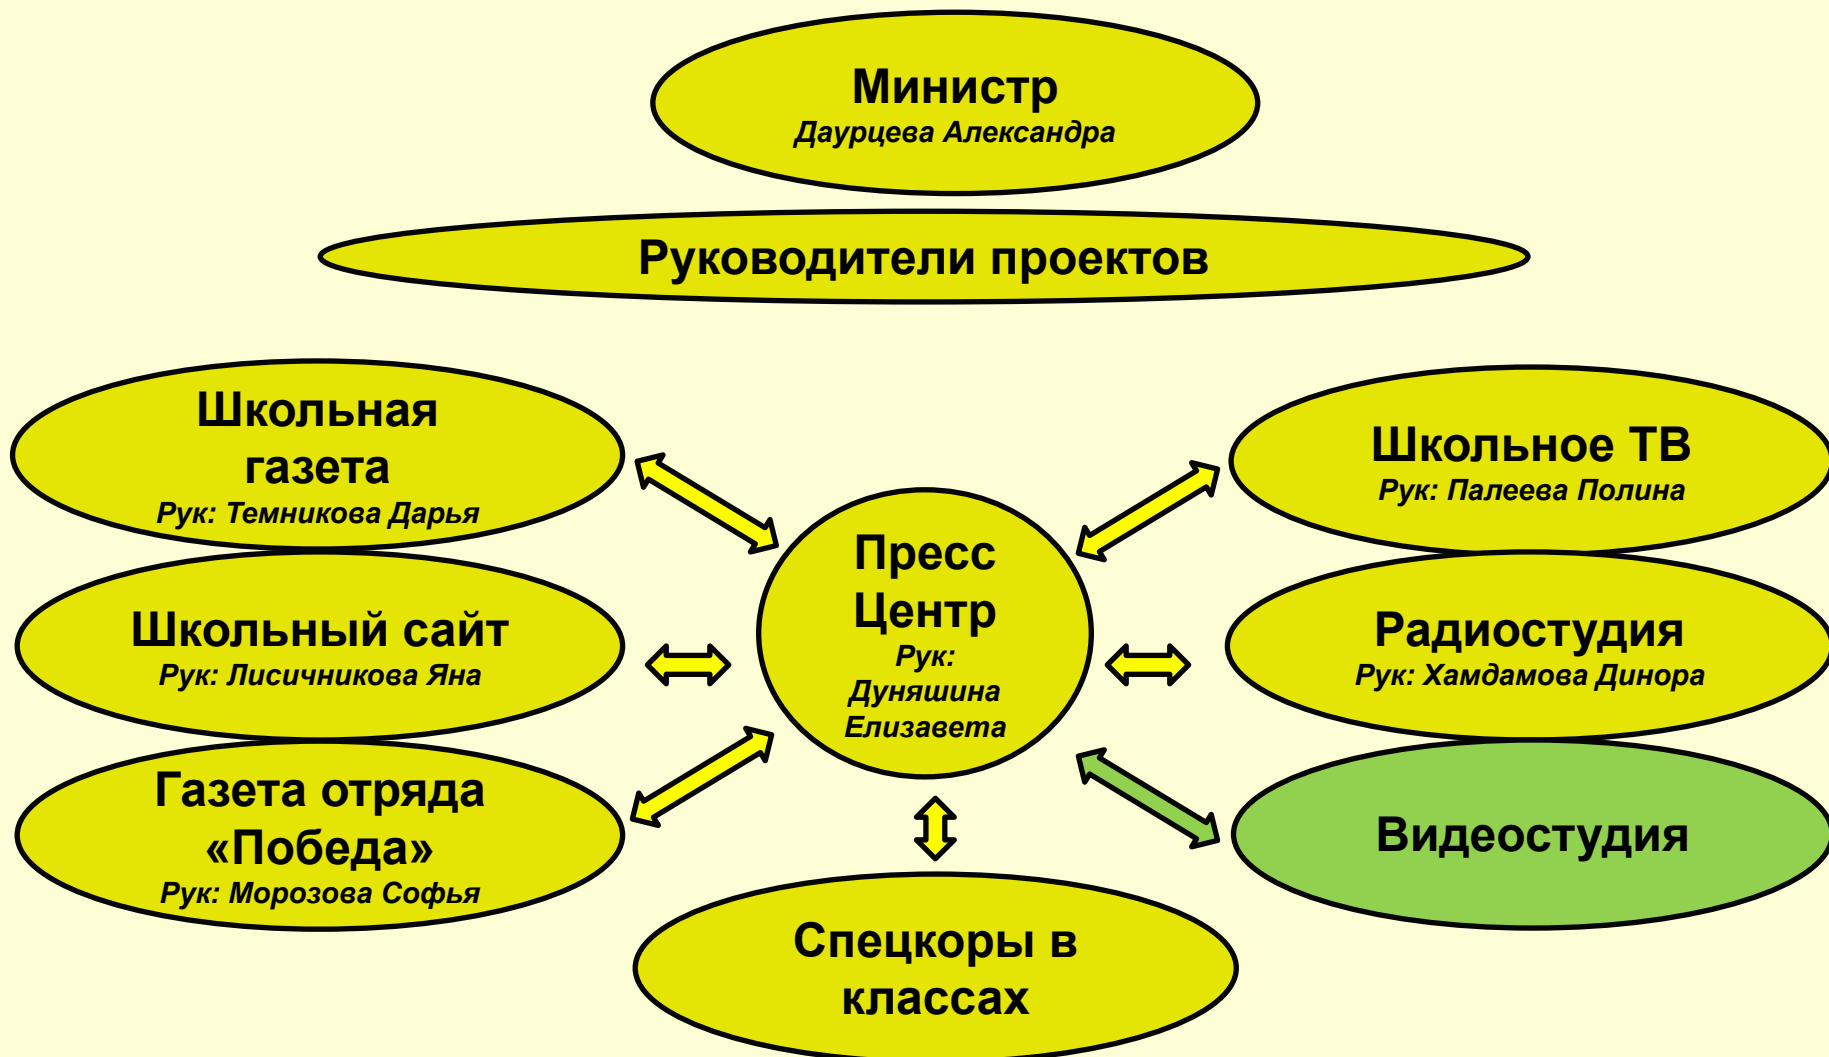 Министр
Даурцева Александра
Руководители проектов
Школьная
газета
Рук: Темникова Дарья
Школьный сайт
Рук: Лисичникова Яна
Газета отряда
«Победа»
Рук: Морозова Софья
Пресс
Центр
Рук:
Дуняшина
Елизавета
Спецкоры в
классах
Школьное ТВ
Рук: Палеева Полина
Радиостудия
Рук: Хамдамова Динора
Видеостудия